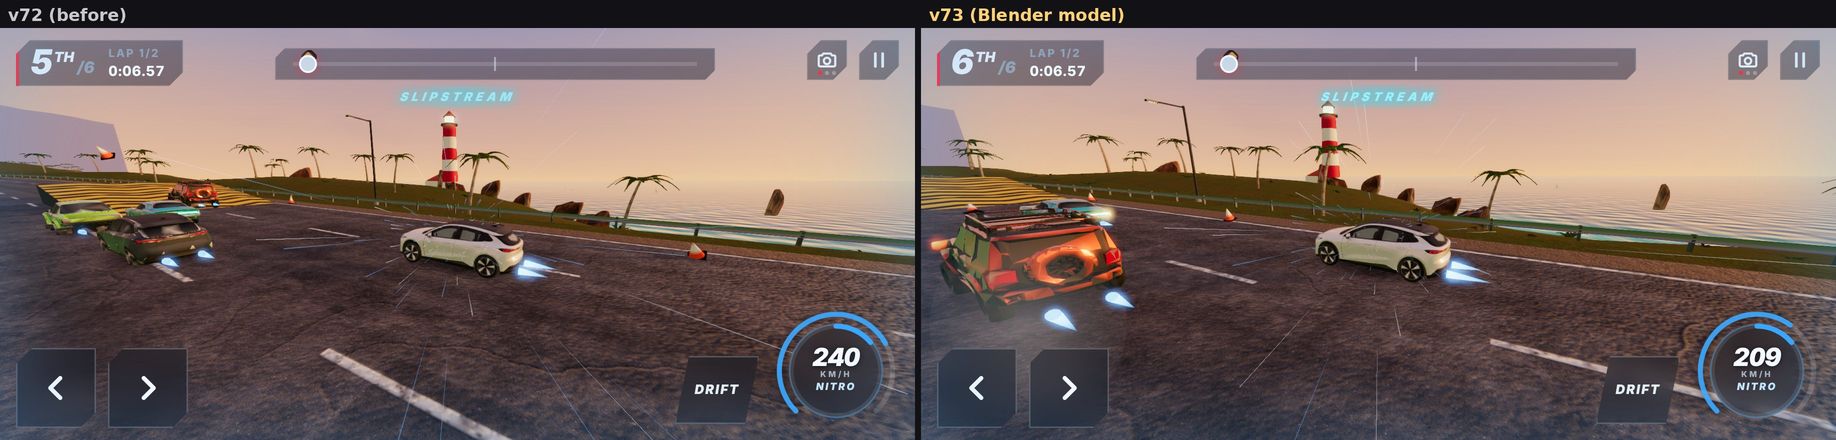 v72 (before)
5TH/6
LAP 1/2
0:06.57
SLIPSTREAM
240
KM/H
NITRO
DRIFT
v73 (Blender model)
6TH/6
LAP 1/2
0:06.57
SLIPSTREAM
209
KM/H
NITRO
DRIFT